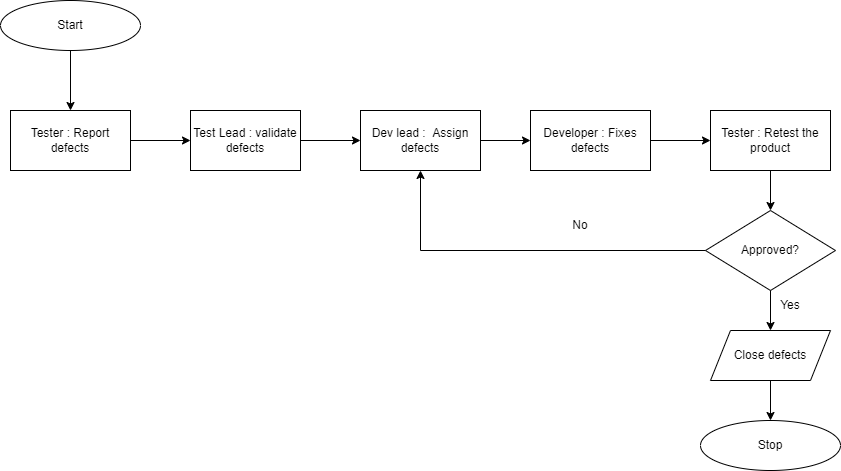 Start
Tester : Report
defects
Test Lead : validate
defects
Dev lead :  Assign
defects
Developer : Fixes
defects
Tester : Retest the
product
No
Approved?
Yes
Close defects
Stop